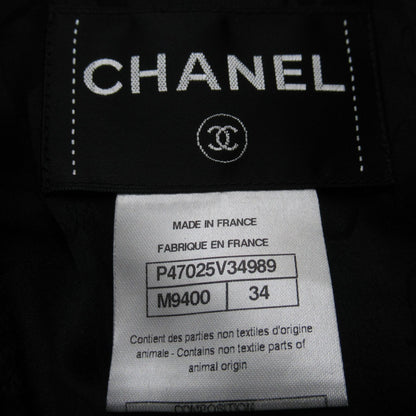 CHANEL
MADE IN FRANCE
FABRIQUE EN FRANCE
P47025V34989
M9400 34
Contient des parties non textiles d'origine
animale - Contains non textile parts of
animal origin
COMPOSITION